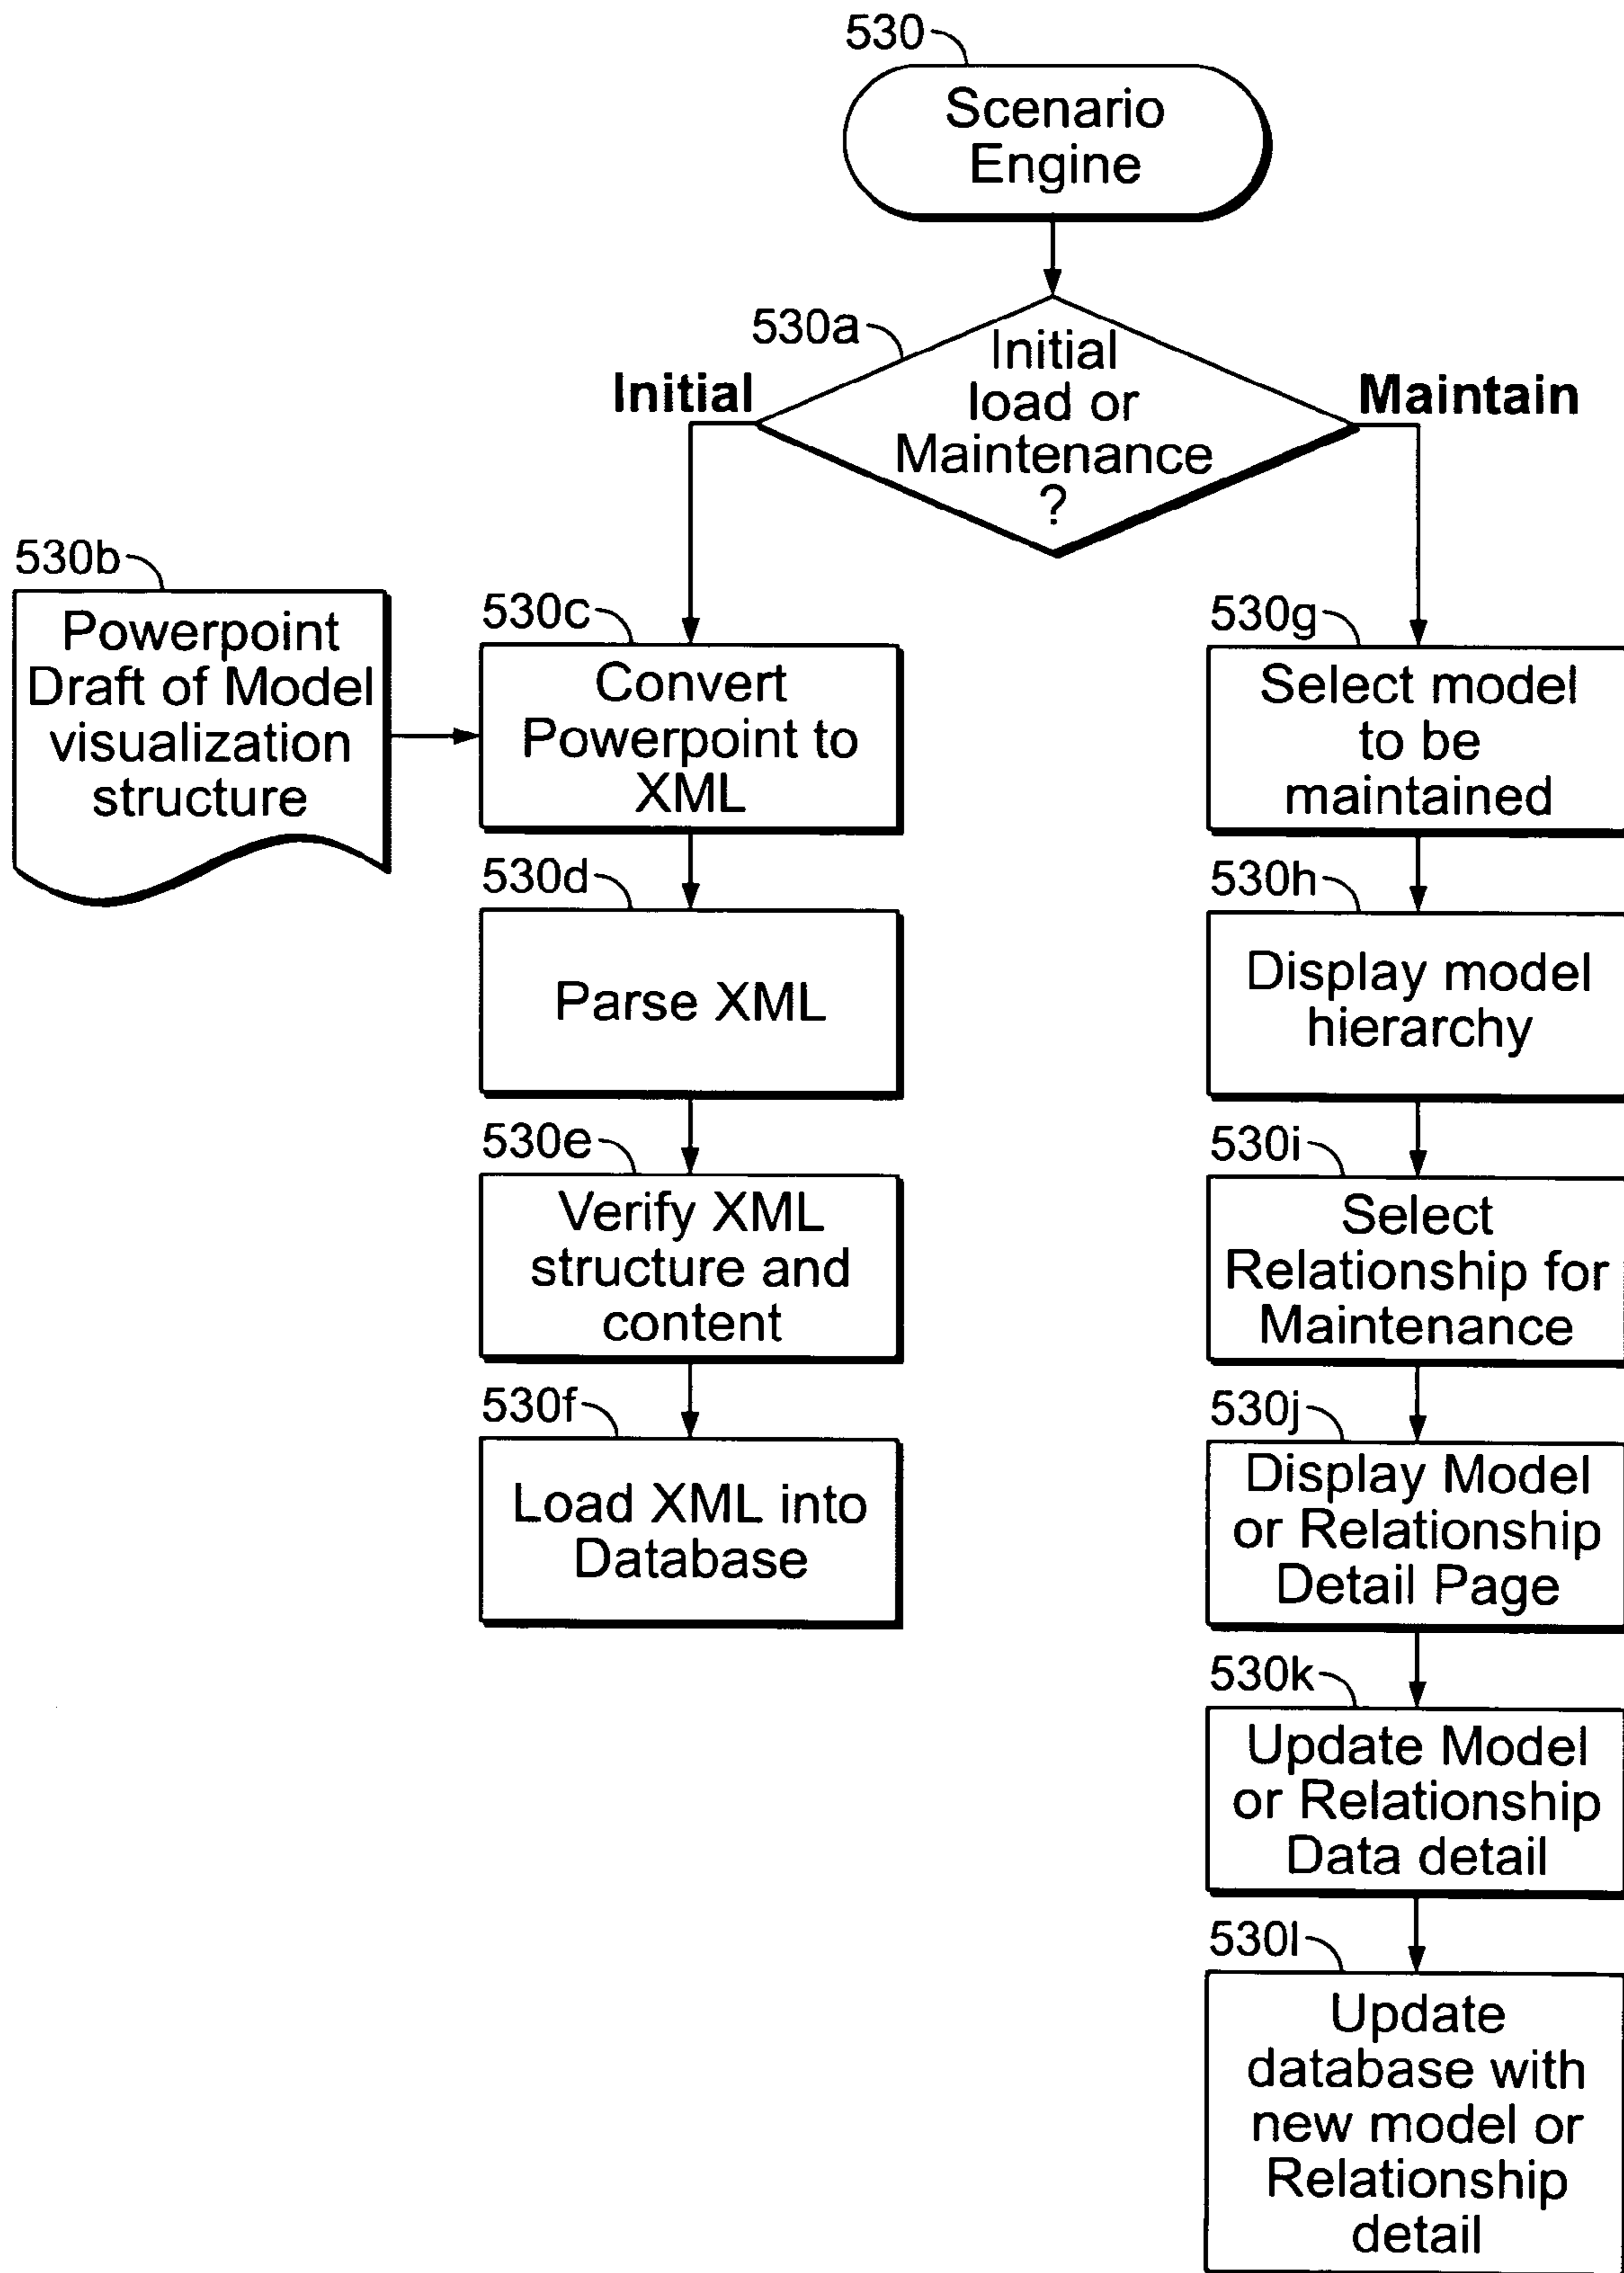 530
Scenario
Engine
530a
Initial
load or
Maintenance
?
Initial
Maintain
530b
Powerpoint
Draft of Model
visualization
structure
530c
Convert
Powerpoint to
XML
530d
Parse XML
530e
Verify XML
structure and
content
530f
Load XML into
Database
530g
Select model
to be
maintained
530h
Display model
hierarchy
530i
Select
Relationship for
Maintenance
530j
Display Model
or Relationship
Detail Page
530k
Update Model
or Relationship
Data detail
530l
Update
database with
new model or
Relationship
detail